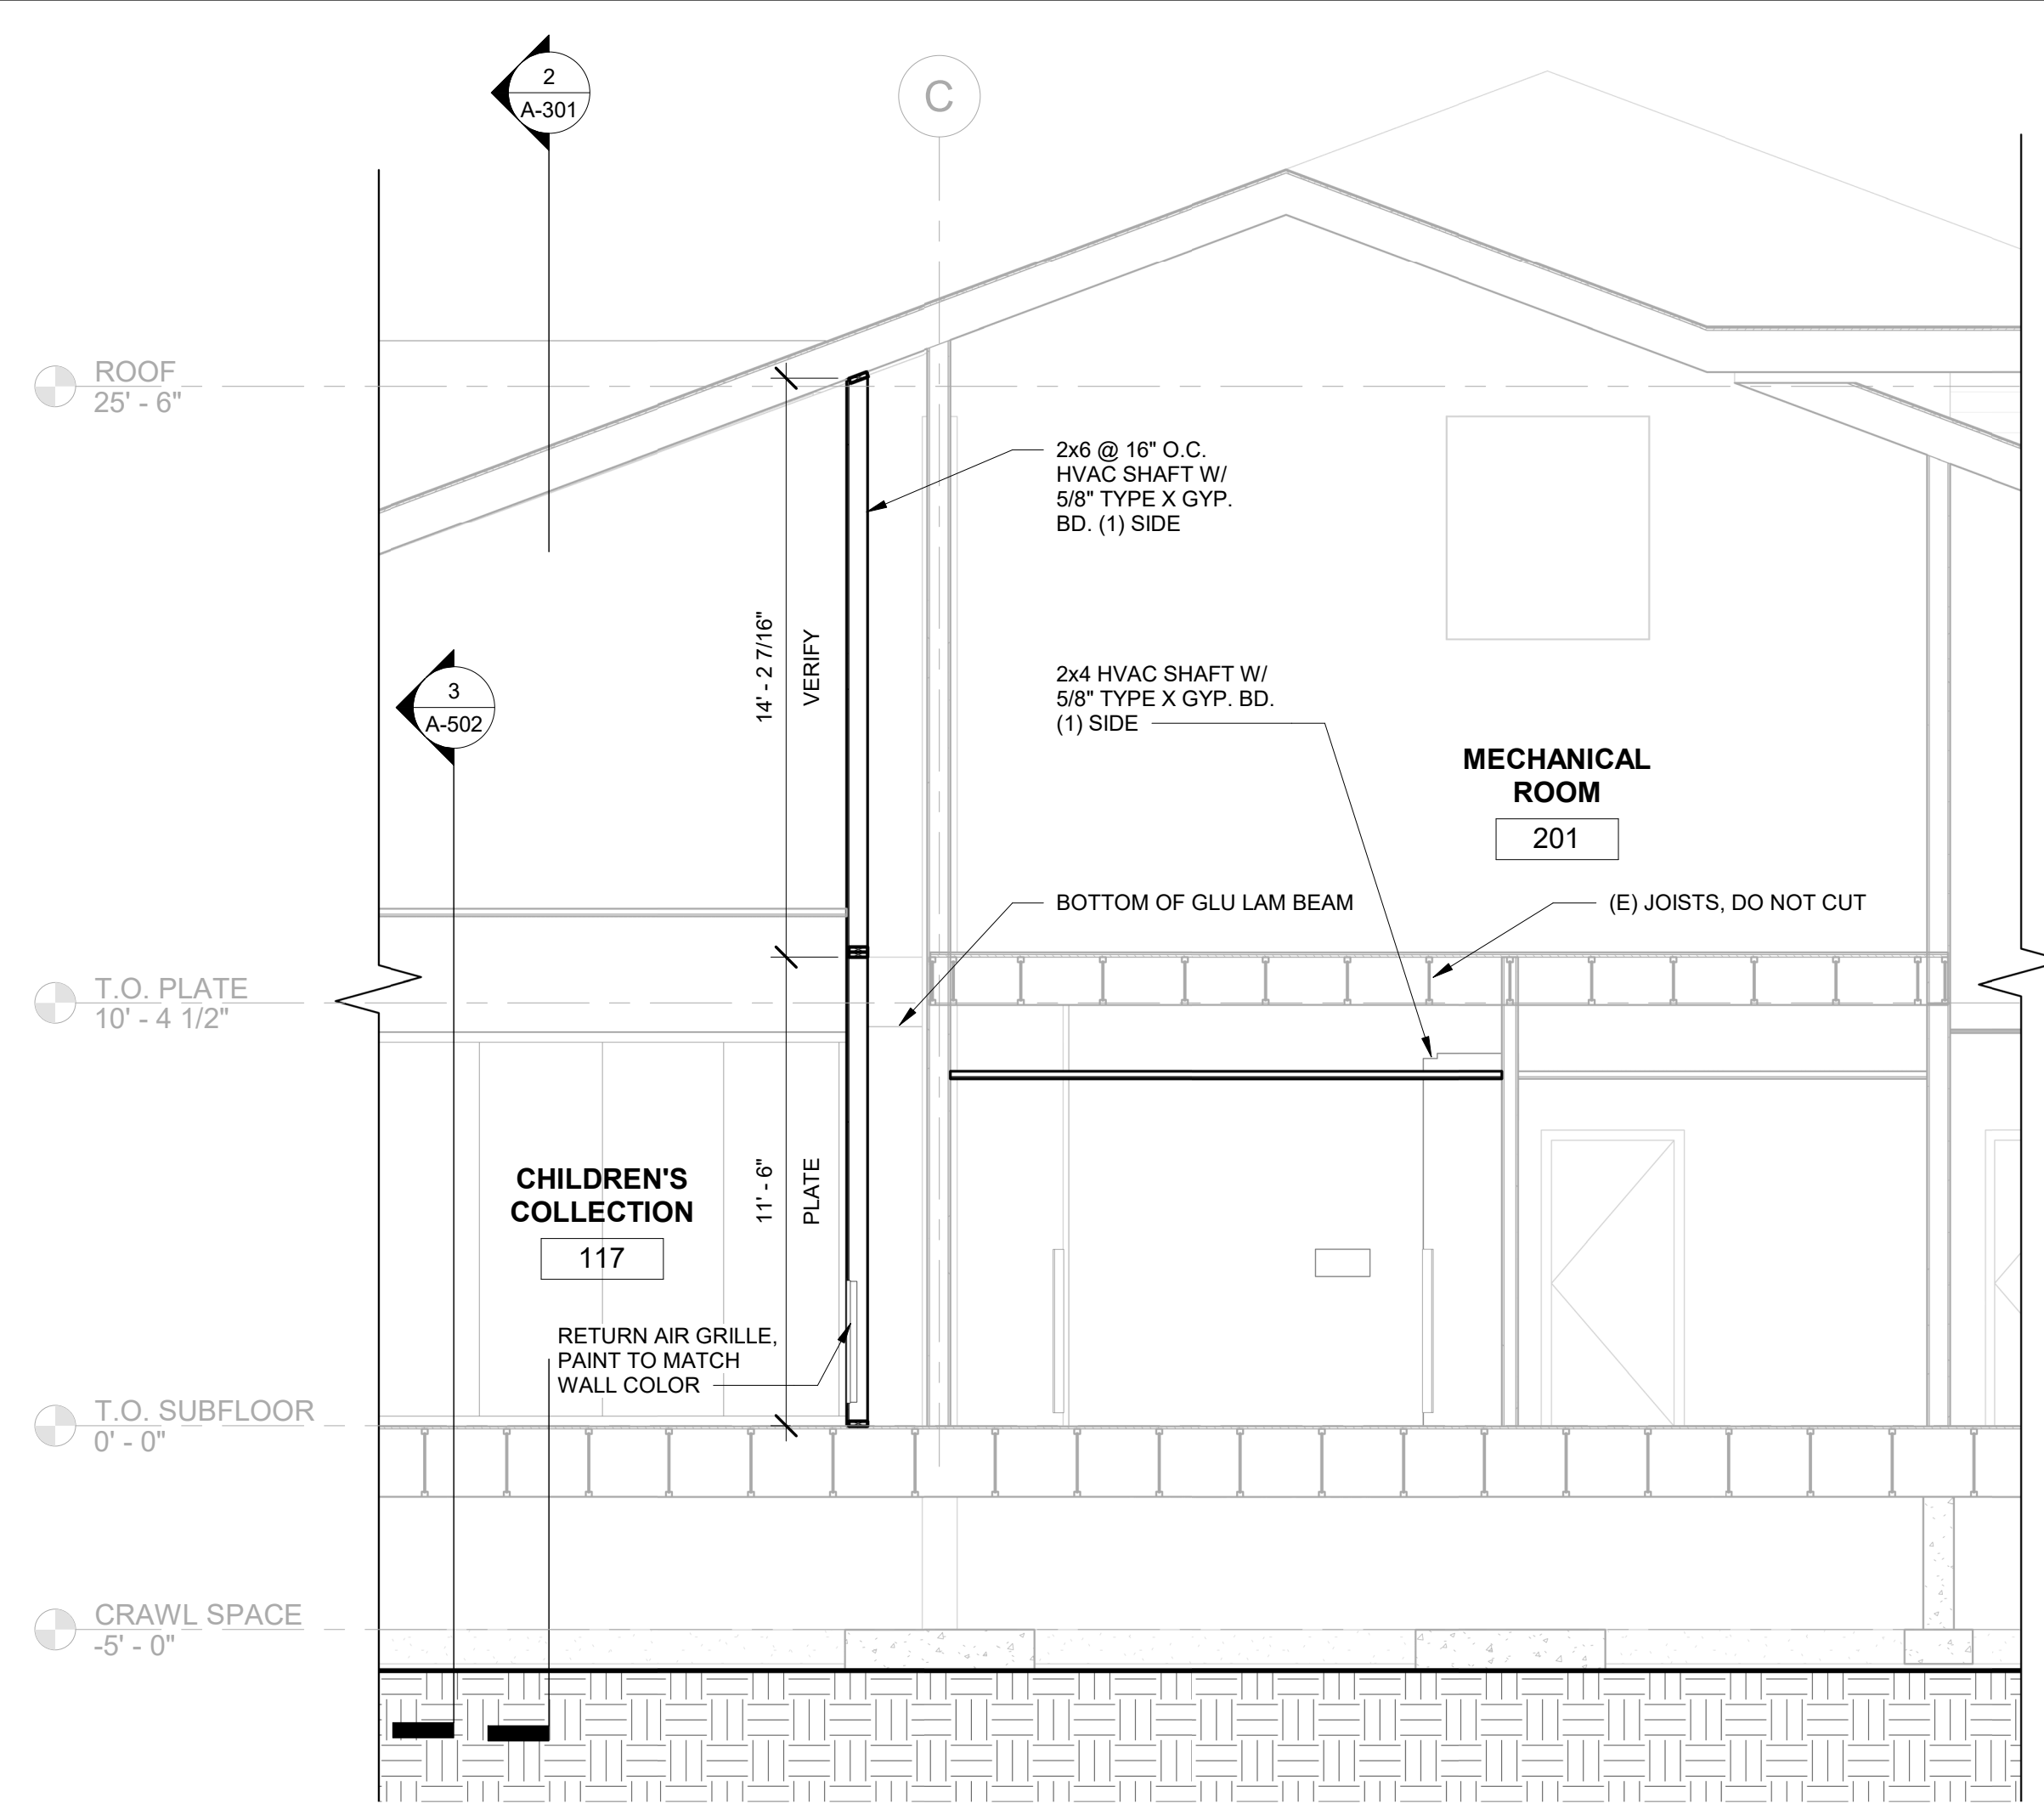 2
A-301
C
ROOF
25' - 6"
2x6 @ 16" O.C.
HVAC SHAFT W/
5/8" TYPE X GYP.
BD. (1) SIDE
14' - 2 7/16"
VERIFY
3
A-502
2x4 HVAC SHAFT W/
5/8" TYPE X GYP. BD.
(1) SIDE
MECHANICAL
ROOM
201
BOTTOM OF GLU LAM BEAM
(E) JOISTS, DO NOT CUT
T.O. PLATE
10' - 4 1/2"
CHILDREN'S
COLLECTION
117
11' - 6"
PLATE
RETURN AIR GRILLE,
PAINT TO MATCH
WALL COLOR
T.O. SUBFLOOR
0' - 0"
CRAWL SPACE
-5' - 0"